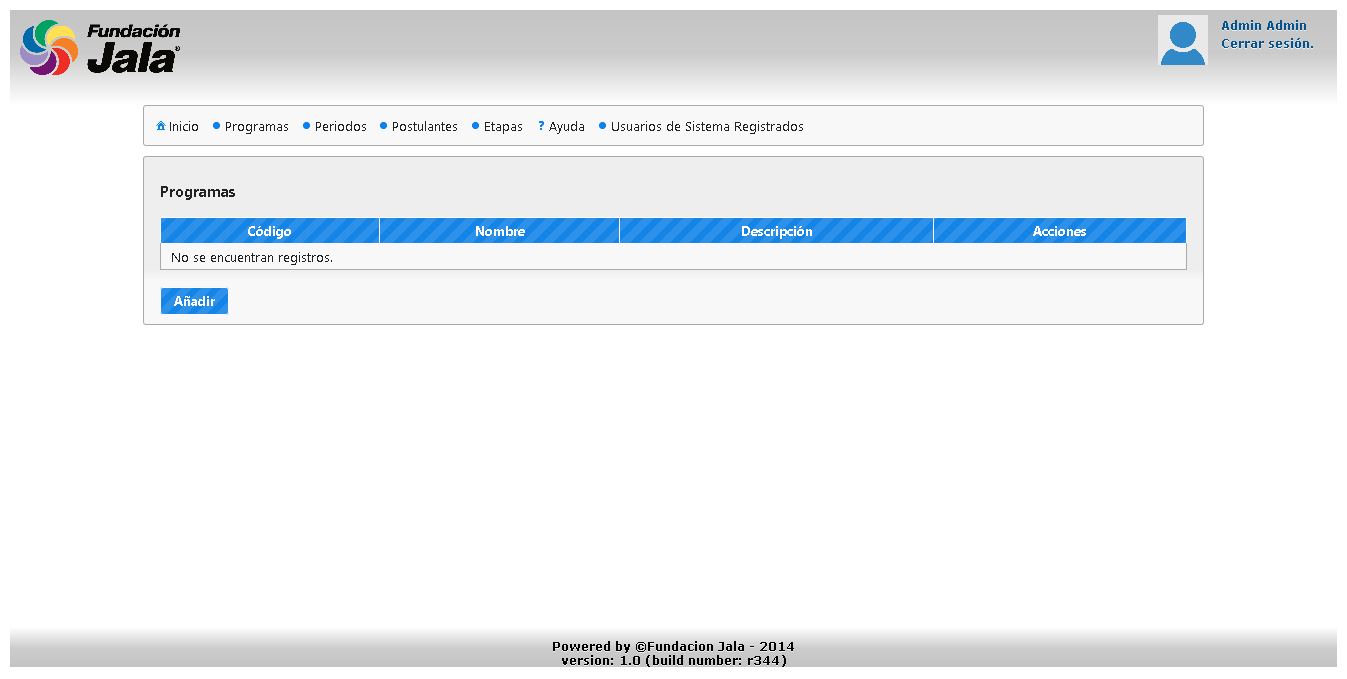 Fundación
Jala®
Admin Admin
Cerrar sesión.
Inicio Programas Periodos Postulantes Etapas ? Ayuda Usuarios de Sistema Registrados
Programas
Código Nombre Descripción Acciones
No se encuentran registros.
Añadir
Powered by ©Fundacion Jala - 2014
version: 1.0 (build number: r344)